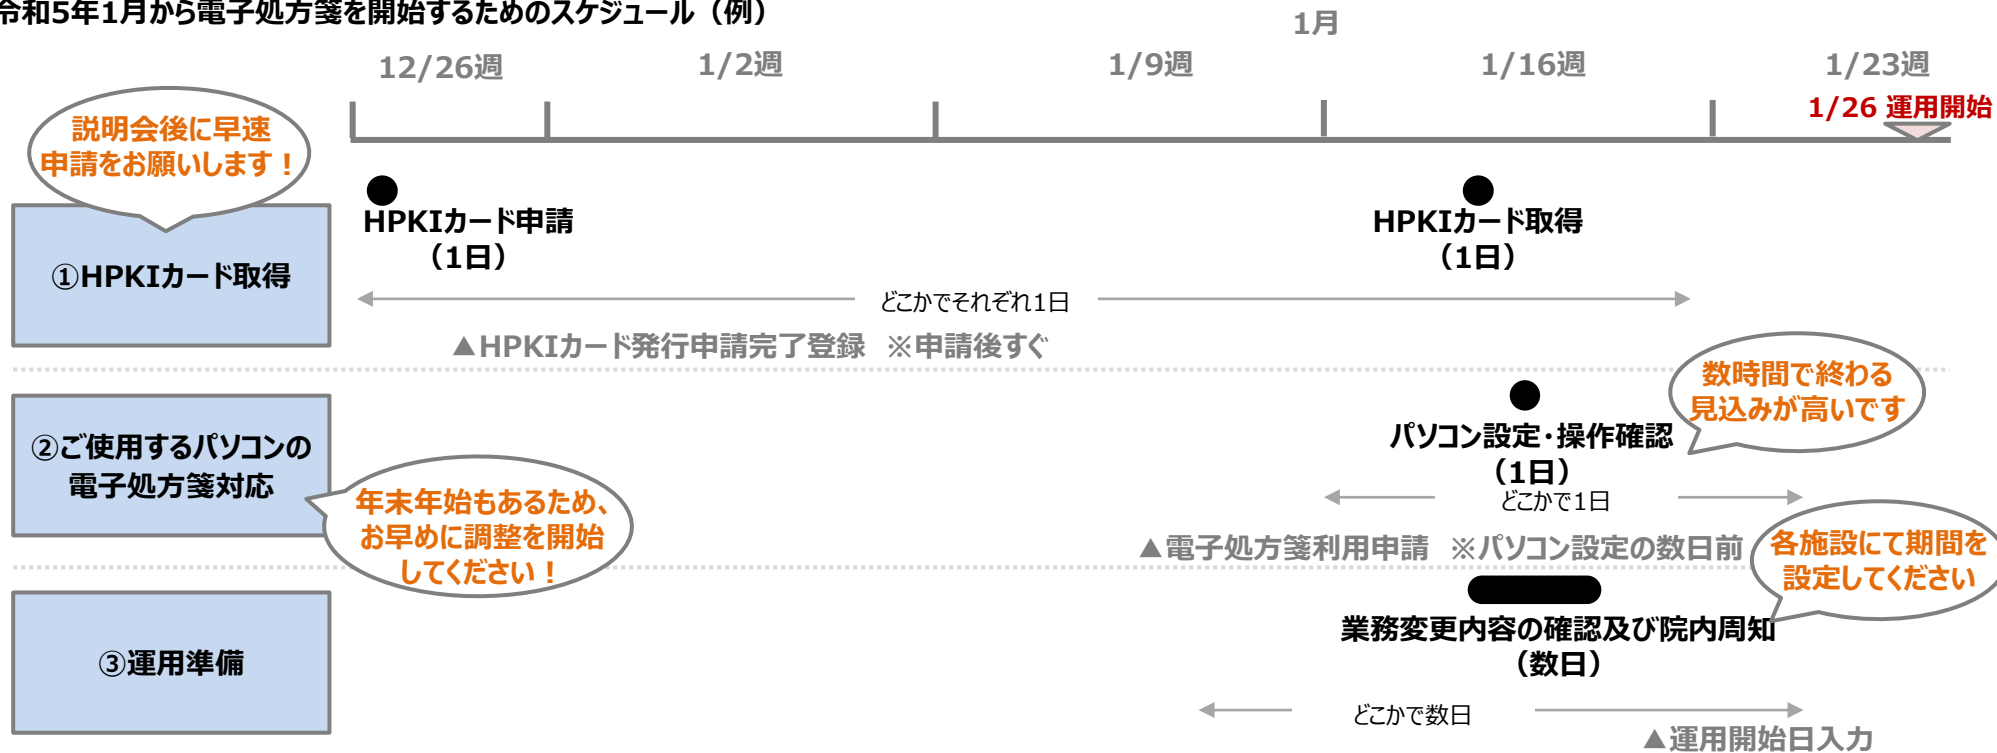 令和5年1月から電子処方箋を開始するためのスケジュール（例）
1月
12/26週
1/2週
1/9週
1/16週
1/23週
1/26 運用開始
説明会後に早速
申請をお願いします！
①HPKIカード取得
HPKIカード申請
（1日）
HPKIカード取得
（1日）
どこかでそれぞれ1日
▲HPKIカード発行申請完了登録 ※申請後すぐ
数時間で終わる
見込みが高いです
②ご使用するパソコンの
電子処方箋対応
年末年始もあるため、
お早めに調整を開始
してください！
パソコン設定・操作確認
（1日）
どこかで1日
▲電子処方箋利用申請 ※パソコン設定の数日前
各施設にて期間を
設定してください
③運用準備
業務変更内容の確認及び院内周知
（数日）
どこかで数日
▲運用開始日入力